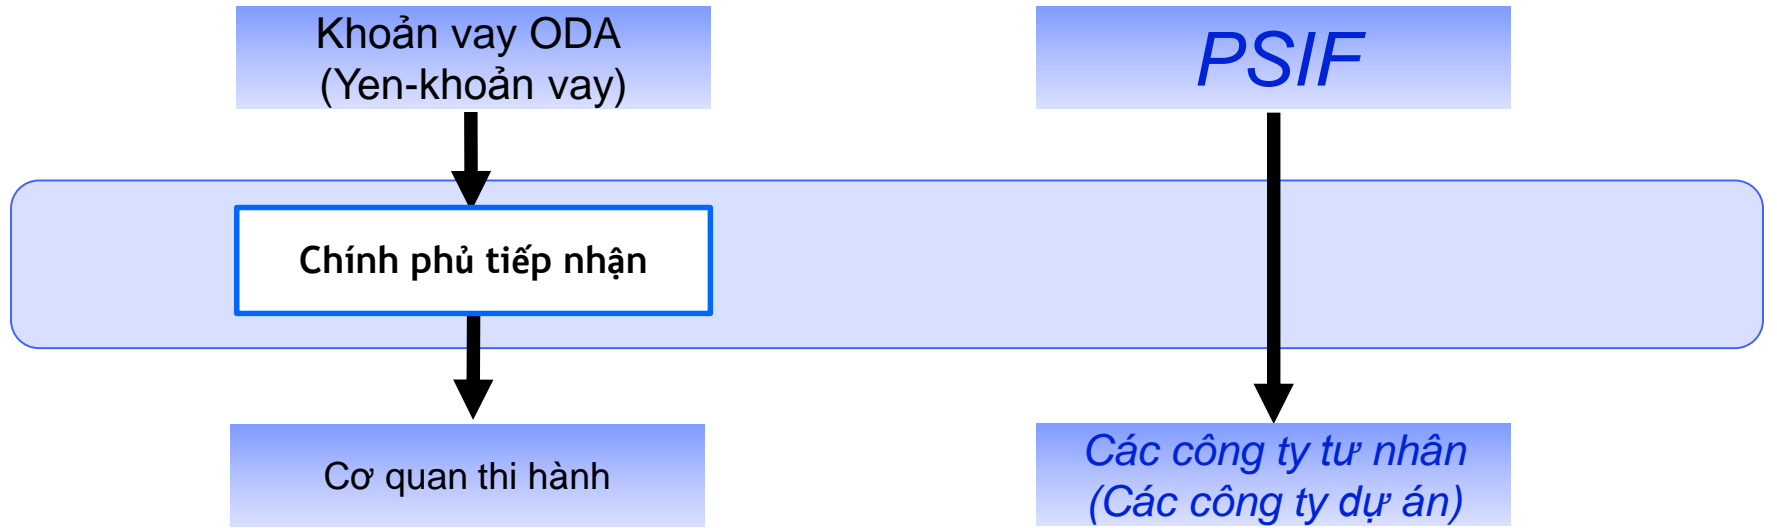 Khoản vay ODA
(Yen-khoản vay)
PSIF
Chính phủ tiếp nhận
Cơ quan thi hành
Các công ty tư nhân
(Các công ty dự án)